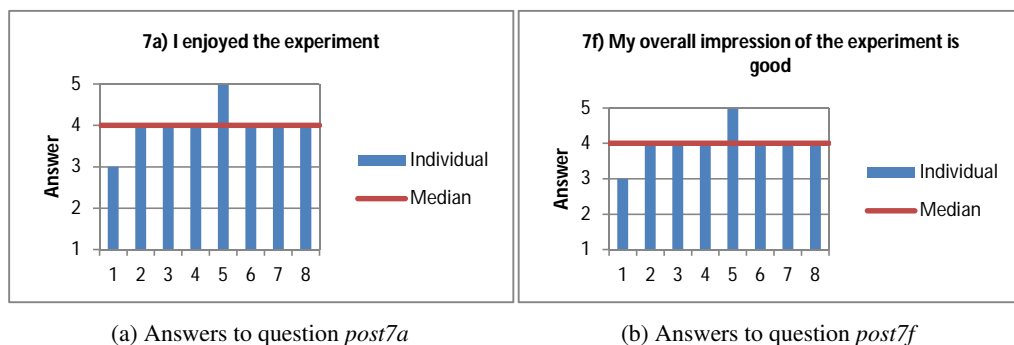 7a) I enjoyed the experiment
5
4
3
2
1
Answer
1 2 3 4 5 6 7 8
Individual
Median
7f) My overall impression of the experiment is
good
5
4
3
2
1
Answer
1 2 3 4 5 6 7 8
Individual
Median
(a) Answers to question post7a
(b) Answers to question post7f